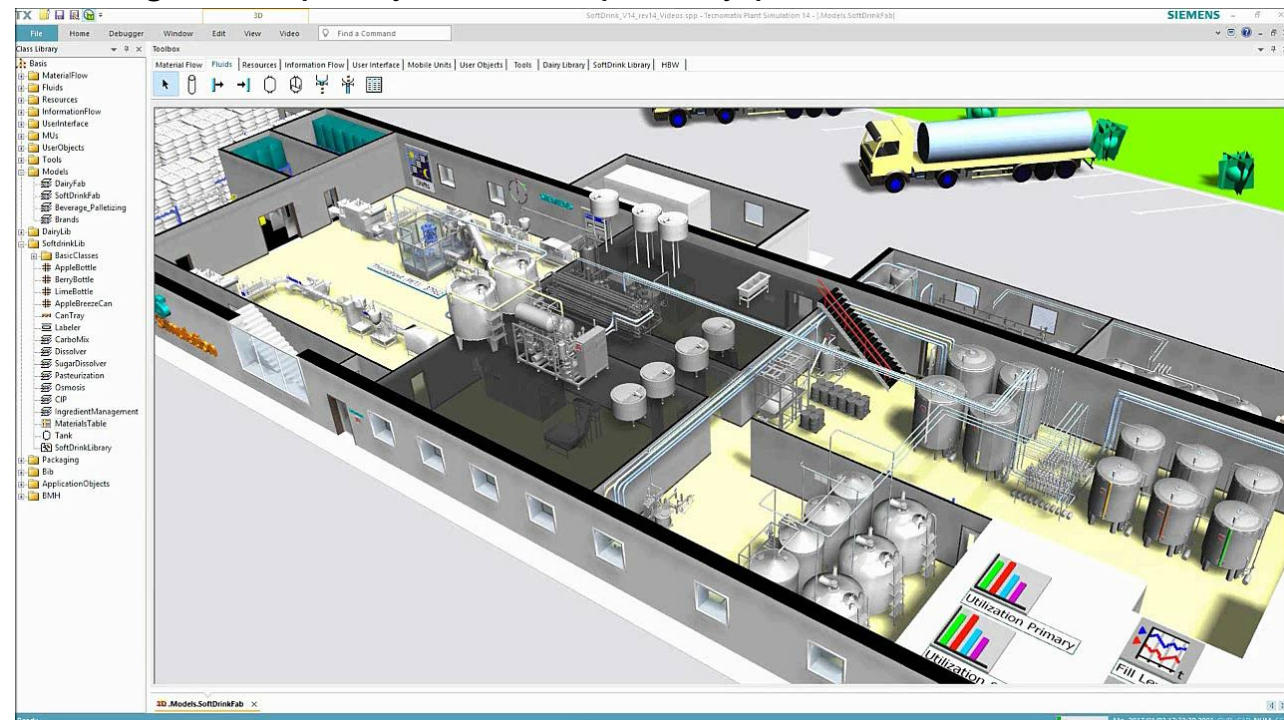 TX
3D
SoftDrink_V14_rev14_Videos.spp - Tecnomatix Plant Simulation 14 - [.Models.SoftDrinkFab]
SIEMENS
File Home Debugger Window Edit View Video Find a Command
Class Library
Toolbox
Material Flow Fluids Resources Information Flow User Interface Mobile Units User Objects Tools Dairy Library SoftDrink Library HBW
Basis
MaterialFlow
Fluids
Resources
InformationFlow
UserInterface
MUs
UserObjects
Tools
Models
DairyFab
SoftDrinkFab
Beverage_Palletizing
Brands
DairyLib
SoftdrinkLib
BasicClasses
AppleBottle
BerryBottle
LimeBottle
AppleBreezeCan
CanTray
Labeler
CarboMix
Dissolver
SugarDissolver
Pasteurization
Osmosis
CIP
IngredientManagement
MaterialsTable
Tank
SoftDrinkLibrary
Packaging
Bib
ApplicationObjects
BMH
SIEMENS
Utilization Primary
Utilization
Fill Le
t
3D .Models.SoftDrinkFab